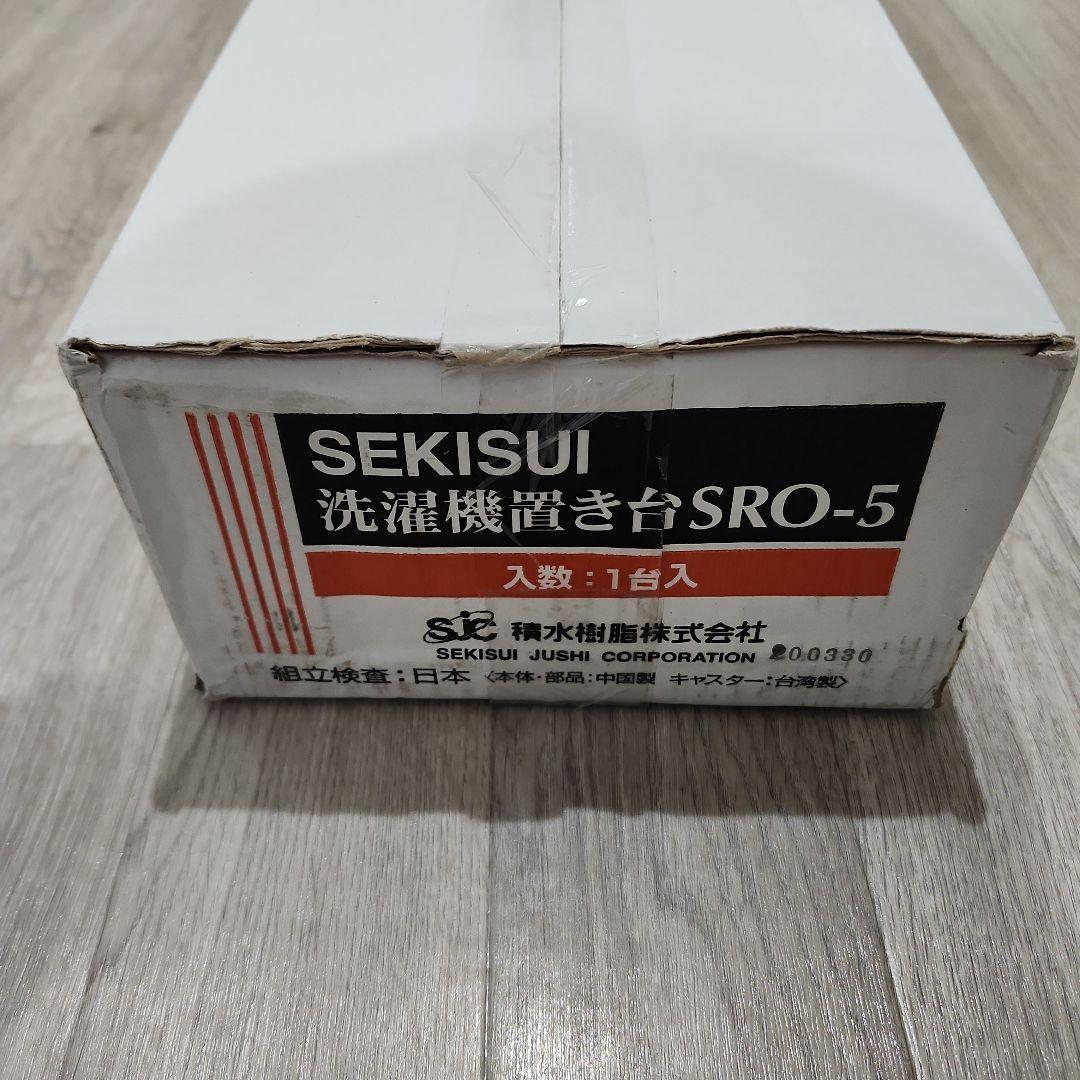 SEKISUI
洗濯機置き台SRO-5
入数:1台入
SJC 積水樹脂株式会社
SEKISUI JUSHI CORPORATION 200330
組立検査:日本 〈本体・部品:中国製 キャスター:台湾製〉